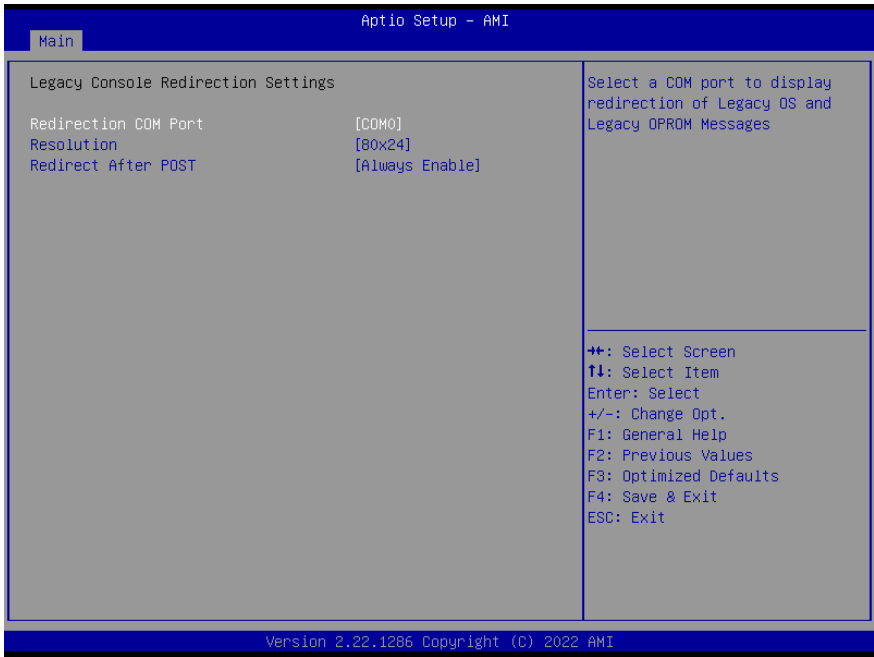 Aptio Setup – AMI
Main
Legacy Console Redirection Settings
Redirection COM Port [COM0]
Resolution [80x24]
Redirect After POST [Always Enable]
Select a COM port to display
redirection of Legacy OS and
Legacy OPROM Messages
→←: Select Screen
↑↓: Select Item
Enter: Select
+/-: Change Opt.
F1: General Help
F2: Previous Values
F3: Optimized Defaults
F4: Save & Exit
ESC: Exit
Version 2.22.1286 Copyright (C) 2022 AMI